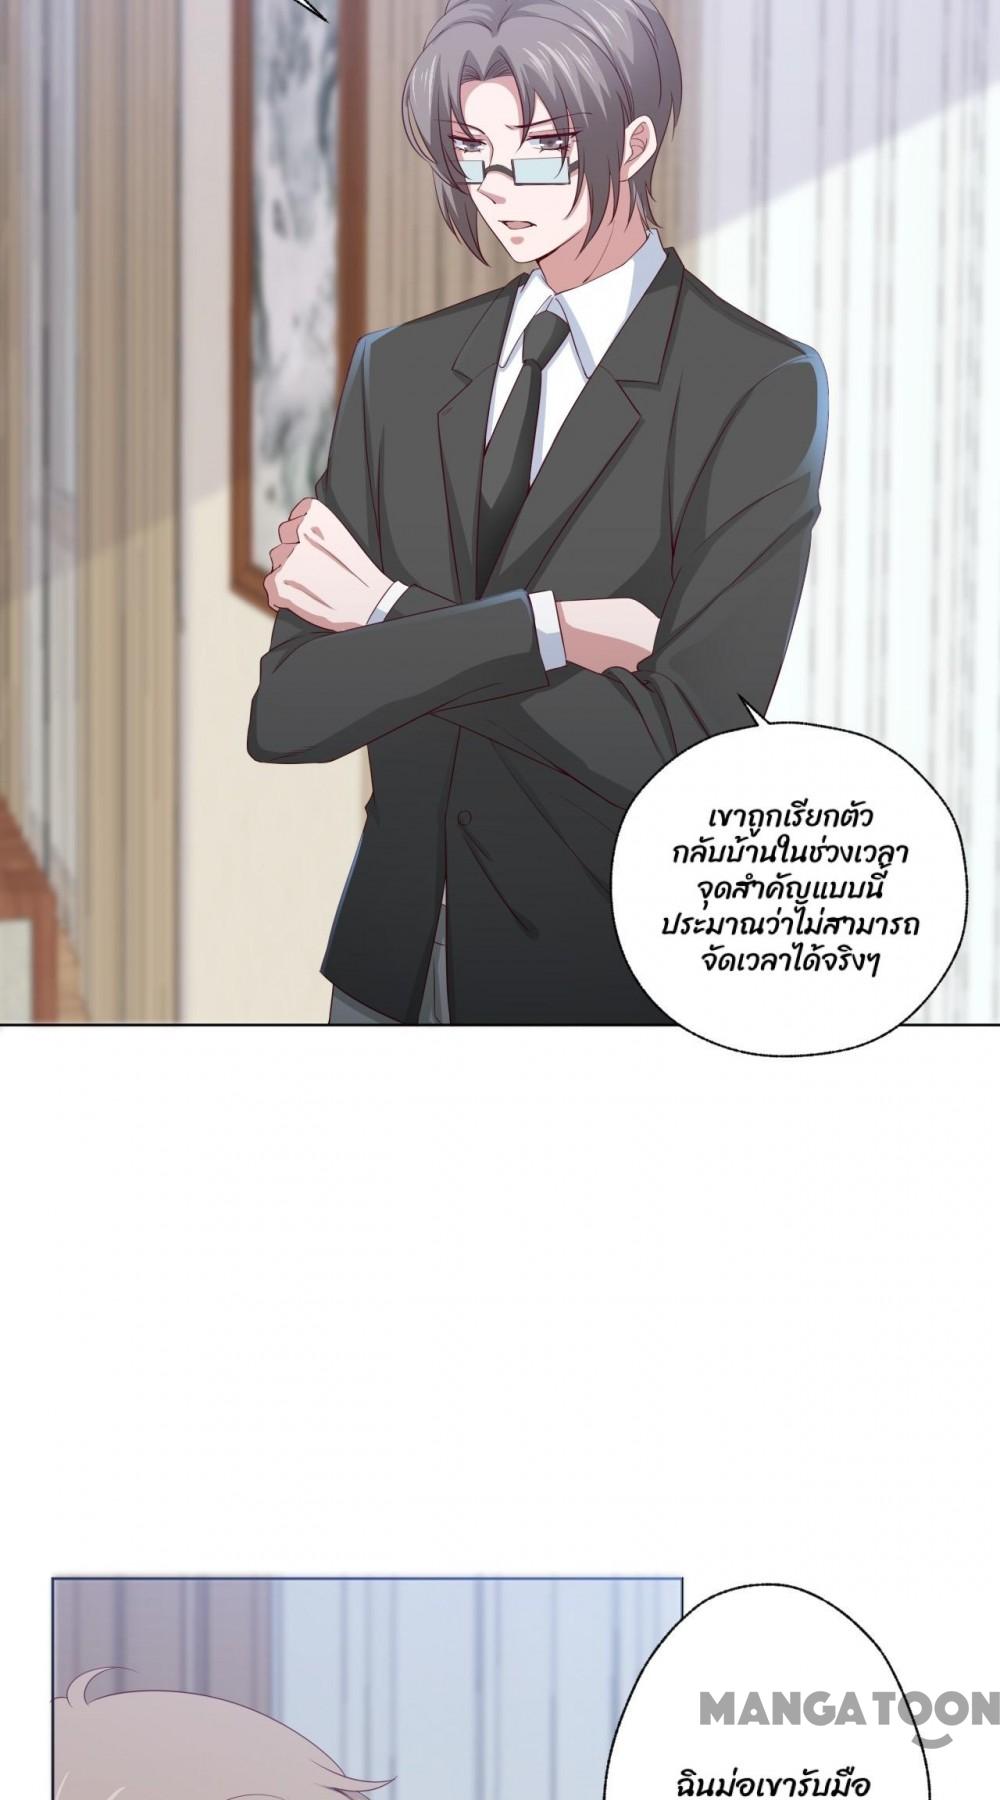 เขาถูกเรียกตัว
กลับบ้านในช่วงเวลา
จุดสำคัญแบบนี้
ประมาณว่าไม่สามารถ
จัดเวลาได้จริงๆ
MANGATOON
ฉินม่อเขารับมือ